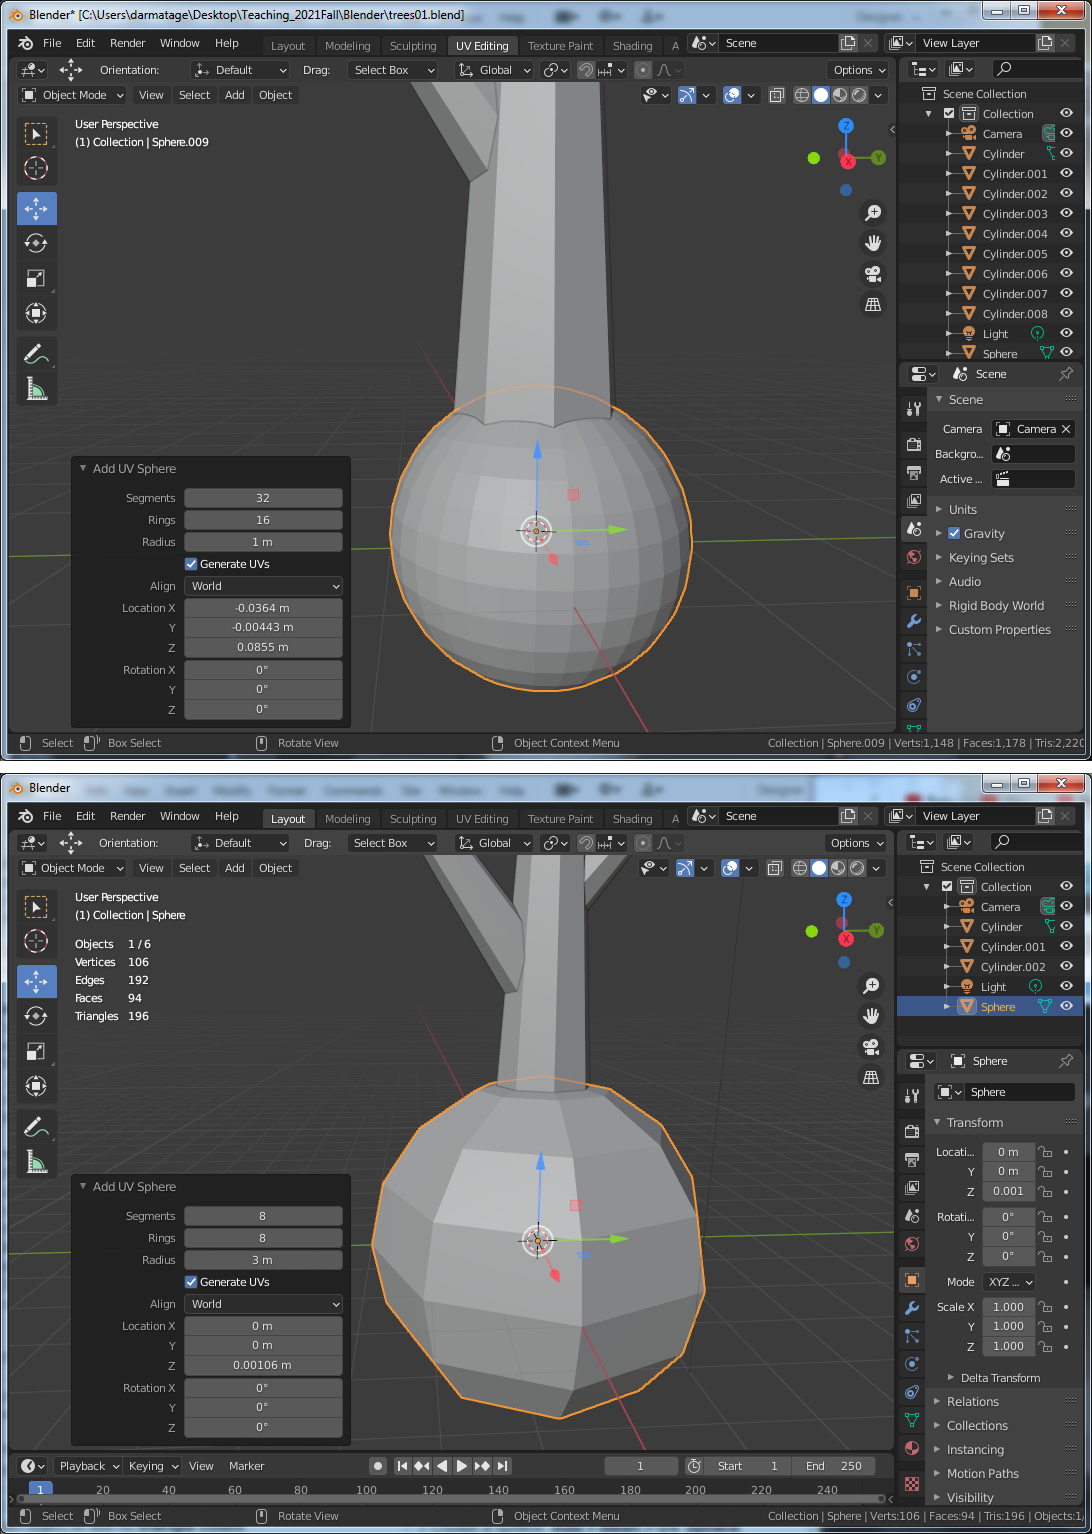 Blender* [C:\Users\darmatage\Desktop\Teaching_2021Fall\Blender\trees01.blend]
File Edit Render Window Help Layout Modeling Sculpting UV Editing Texture Paint Shading A Scene View Layer
Orientation: Default Drag: Select Box Global Options
Object Mode View Select Add Object
User Perspective
(1) Collection | Sphere.009
Z
Y
X
Scene Collection
Collection
Camera
Cylinder
Cylinder.001
Cylinder.002
Cylinder.003
Cylinder.004
Cylinder.005
Cylinder.006
Cylinder.007
Cylinder.008
Light
Sphere
Scene
Scene
Camera Camera
Backgro...
Active ...
Units
Gravity
Keying Sets
Audio
Rigid Body World
Custom Properties
Add UV Sphere
Segments 32
Rings 16
Radius 1 m
Generate UVs
Align World
Location X -0.0364 m
Y -0.00443 m
Z 0.0855 m
Rotation X 0°
Y 0°
Z 0°
Select Box Select Rotate View Object Context Menu Collection | Sphere.009 | Verts:1,148 | Faces:1,178 | Tris:2,220
Blender
File Edit Render Window Help Layout Modeling Sculpting UV Editing Texture Paint Shading A Scene View Layer
Orientation: Default Drag: Select Box Global Options
Object Mode View Select Add Object
User Perspective
(1) Collection | Sphere
Objects 1 / 6
Vertices 106
Edges 192
Faces 94
Triangles 196
Z
Y
X
Scene Collection
Collection
Camera
Cylinder
Cylinder.001
Cylinder.002
Light
Sphere
Sphere
Sphere
Transform
Locati... 0 m
Y 0 m
Z 0.001
Rotati... 0°
Y 0°
Z 0°
Mode XYZ ...
Scale X 1.000
Y 1.000
Z 1.000
Delta Transform
Relations
Collections
Instancing
Motion Paths
Visibility
Add UV Sphere
Segments 8
Rings 8
Radius 3 m
Generate UVs
Align World
Location X 0 m
Y 0 m
Z 0.00106 m
Rotation X 0°
Y 0°
Z 0°
Playback Keying View Marker 1 Start 1 End 250
1 20 40 60 80 100 120 140 160 180 200 220 240
Select Box Select Rotate View Object Context Menu Collection | Sphere | Verts:106 | Faces:94 | Tris:196 | Objects:1